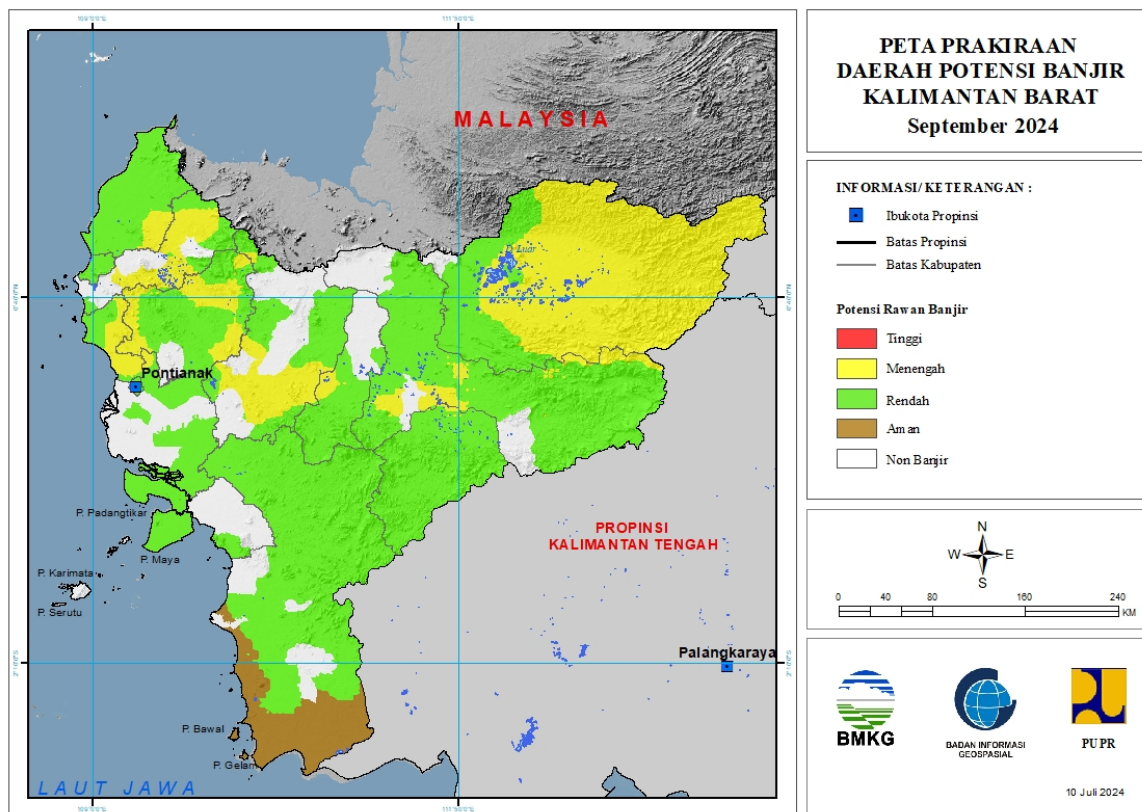 PETA PRAKIRAAN
DAERAH POTENSI BANJIR
KALIMANTAN BARAT
September 2024
INFORMASI/ KETERANGAN :
Ibukota Propinsi
Batas Propinsi
Batas Kabupaten
Potensi Rawan Banjir
Tinggi
Menengah
Rendah
Aman
Non Banjir
N
W
E
S
0
40
80
160
240
KM
BMKG
BADAN INFORMASI
GEOSPASIAL
PUPR
10 Juli 2024
MALAYSIA
D. Luar
Pontianak
P. Padangtikar
P. Maya
P. Karimata
P. Serutu
PROPINSI
KALIMANTAN TENGAH
Palangkaraya
P. Bawal
P. Gelam
LAUT JAWA